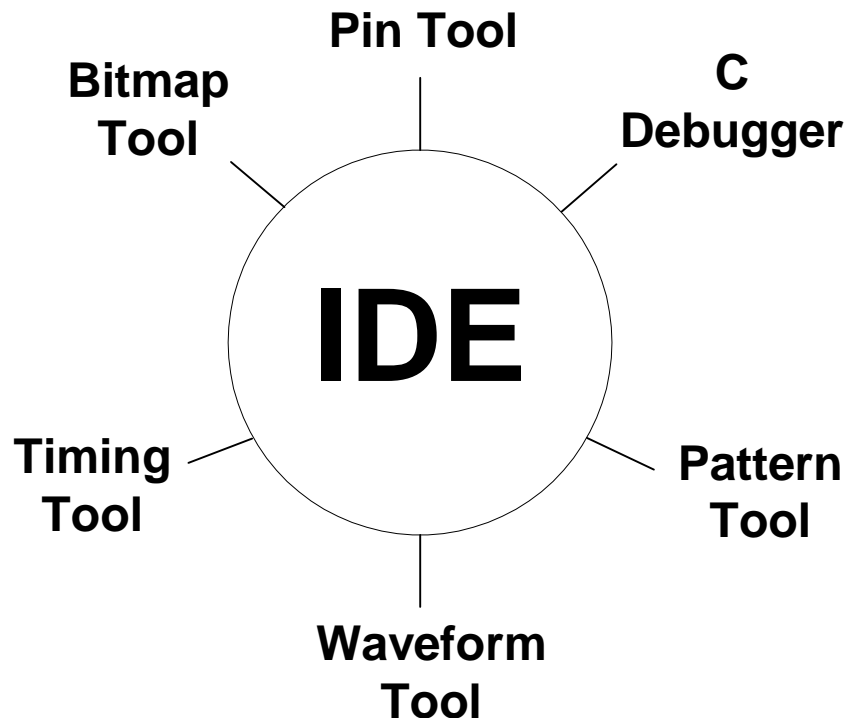 Pin Tool
C
Debugger
Bitmap
Tool
IDE
Timing
Tool
Pattern
Tool
Waveform
Tool